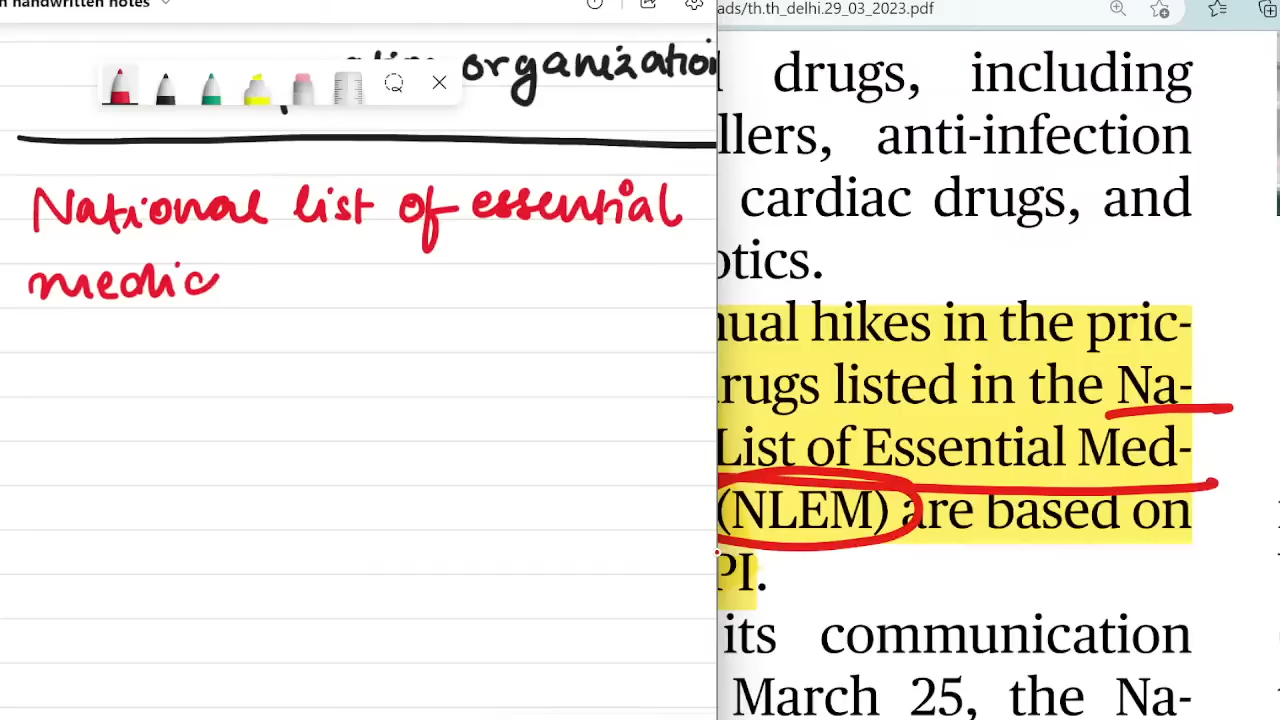 handwritten notes
ads/th.th_delhi.29_03_2023.pdf
organization
National list of essential
medic
drugs, including
llers, anti-infection
cardiac drugs, and
otics.
nual hikes in the pric-
rugs listed in the Na-
List of Essential Med-
(NLEM) are based on
PI.
its communication
March 25, the Na-